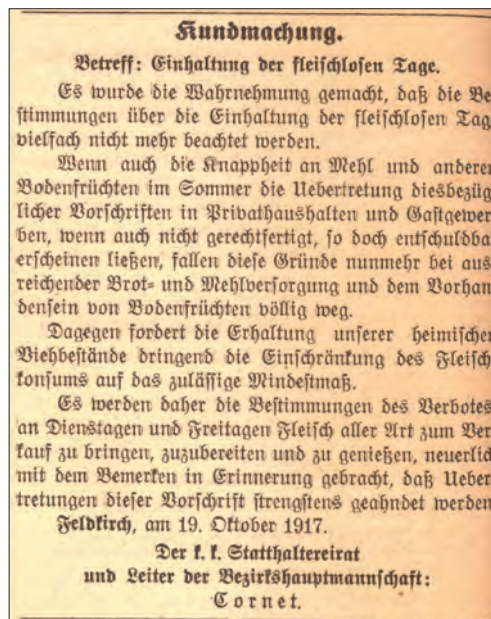 Kundmachung.
Betreff: Einhaltung der fleischlosen Tage.
Es wurde die Wahrnehmung gemacht, daß die Be
stimmungen über die Einhaltung der fleischlosen Tag
vielfach nicht mehr beachtet werden.
Wenn auch die Knappheit an Mehl und anderen
Bodenfrüchten im Sommer die Uebertretung diesbezüg
licher Vorschriften in Privathaushalten und Gastgewer
ben, wenn auch nicht gerechtfertigt, so doch entschuldba
erscheinen ließen, fallen diese Gründe nunmehr bei aus
reichender Brot- und Mehlversorgung und dem Vorhan
densein von Bodenfrüchten völlig weg.
Dagegen fordert die Erhaltung unserer heimischen
Viehbestände dringend die Einschränkung des Fleisch
konsums auf das zulässige Mindestmaß.
Es werden daher die Bestimmungen des Verbotes
an Dienstagen und Freitagen Fleisch aller Art zum Ver
kauf zu bringen, zuzubereiten und zu genießen, neuerlic
mit dem Bemerken in Erinnerung gebracht, daß Ueber
tretungen dieser Vorschrift strengstens geahndet werden
Feldkirch, am 19. Oktober 1917.
Der k. k. Statthaltereirat
und Leiter der Bezirkshauptmannschaft:
Cornet.